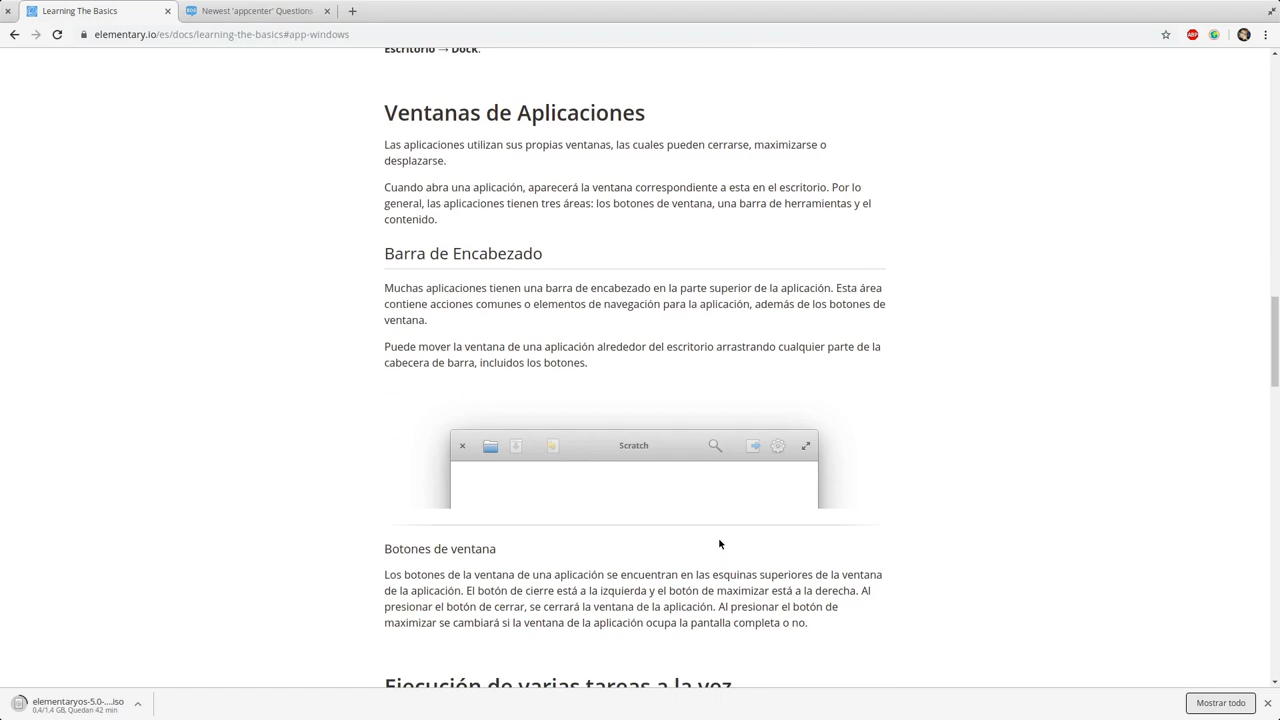 Learning The Basics
Newest 'appcenter' Questions
elementary.io/es/docs/learning-the-basics#app-windows
ABP
Escritorio → Dock.
Ventanas de Aplicaciones
Las aplicaciones utilizan sus propias ventanas, las cuales pueden cerrarse, maximizarse o
desplazarse.
Cuando abra una aplicación, aparecerá la ventana correspondiente a esta en el escritorio. Por lo
general, las aplicaciones tienen tres áreas: los botones de ventana, una barra de herramientas y el
contenido.
Barra de Encabezado
Muchas aplicaciones tienen una barra de encabezado en la parte superior de la aplicación. Esta área
contiene acciones comunes o elementos de navegación para la aplicación, además de los botones de
ventana.
Puede mover la ventana de una aplicación alrededor del escritorio arrastrando cualquier parte de la
cabecera de barra, incluidos los botones.
Scratch
Botones de ventana
Los botones de la ventana de una aplicación se encuentran en las esquinas superiores de la ventana
de la aplicación. El botón de cierre está a la izquierda y el botón de maximizar está a la derecha. Al
presionar el botón de cerrar, se cerrará la ventana de la aplicación. Al presionar el botón de
maximizar se cambiará si la ventana de la aplicación ocupa la pantalla completa o no.
Ejecución de varias tareas a la vez
elementaryos-5.0-....iso
0,4/1,4 GB, Quedan 42 min
Mostrar todo